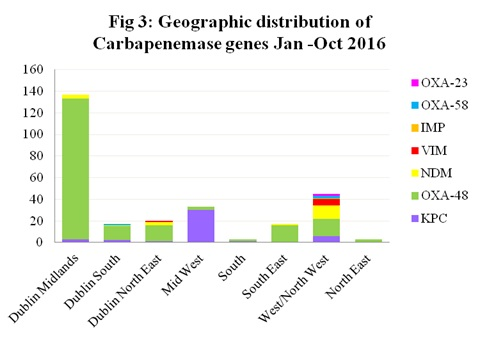 Fig 3: Geographic distribution of
Carbapenemase genes Jan -Oct 2016
160
140
120
100
80
60
40
20
0
Dublin Midlands
Dublin South
Dublin North East
Mid West
South
South East
West/North West
North East
OXA-23
OXA-58
IMP
VIM
NDM
OXA-48
KPC